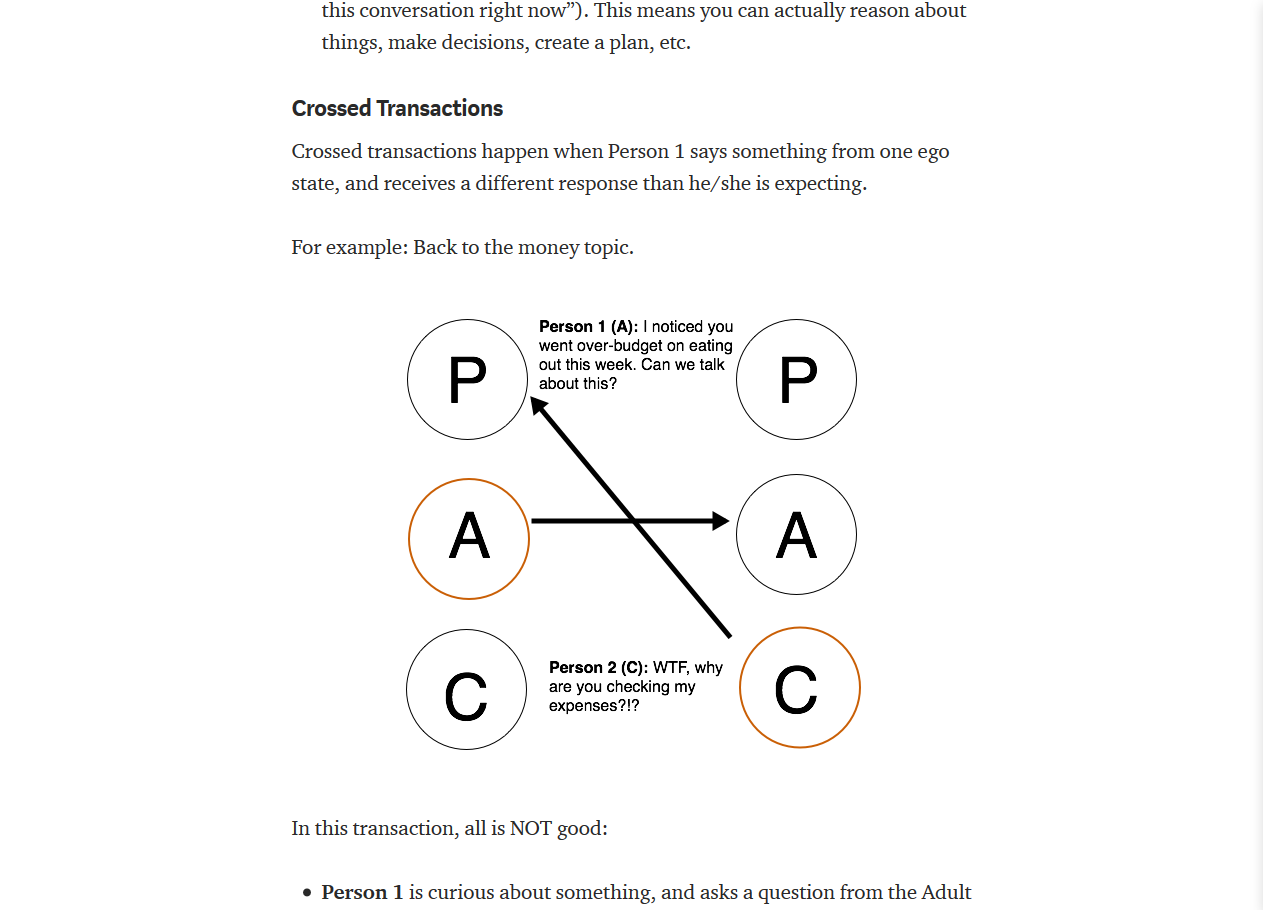 this conversation right now”). This means you can actually reason about
things, make decisions, create a plan, etc.
Crossed Transactions
Crossed transactions happen when Person 1 says something from one ego
state, and receives a different response than he/she is expecting.
For example: Back to the money topic.
Person 1 (A): I noticed you
went over-budget on eating
out this week. Can we talk
about this?
P
P
A
A
C
Person 2 (C): WTF, why
are you checking my
expenses?!?
C
In this transaction, all is NOT good:
• Person 1 is curious about something, and asks a question from the Adult